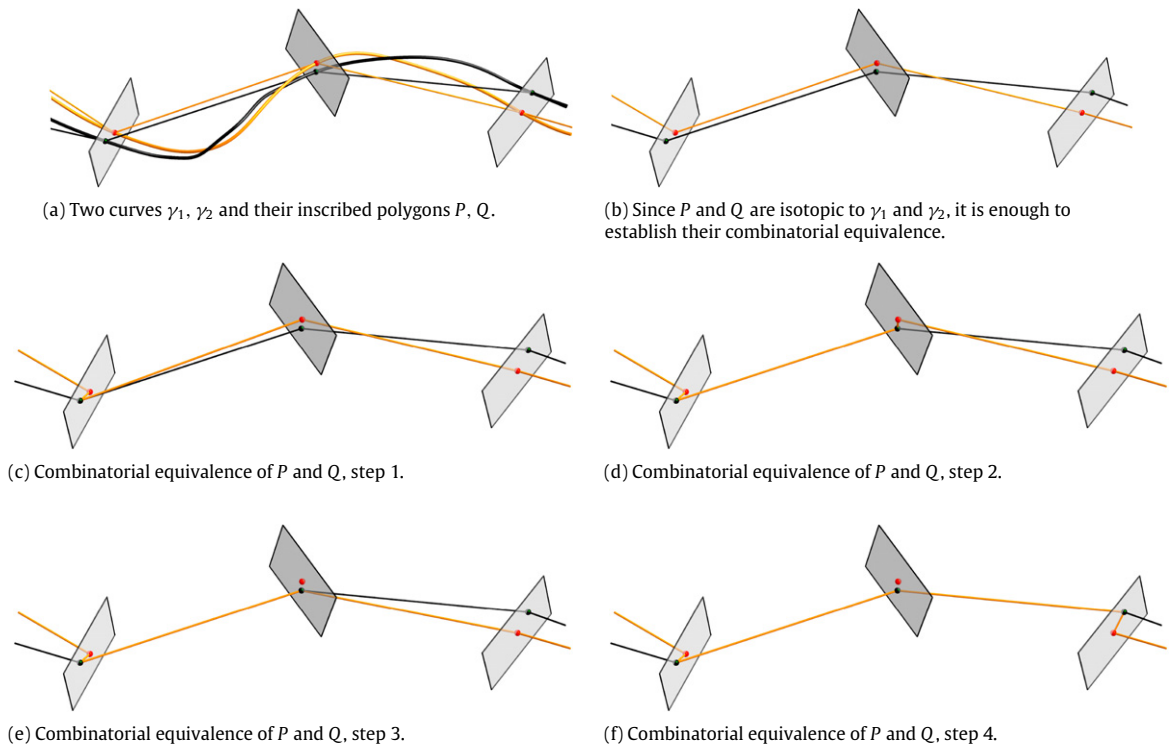 (a) Two curves γ1, γ2 and their inscribed polygons P, Q.
(b) Since P and Q are isotopic to γ1 and γ2, it is enough to
establish their combinatorial equivalence.
(c) Combinatorial equivalence of P and Q, step 1.
(d) Combinatorial equivalence of P and Q, step 2.
(e) Combinatorial equivalence of P and Q, step 3.
(f) Combinatorial equivalence of P and Q, step 4.